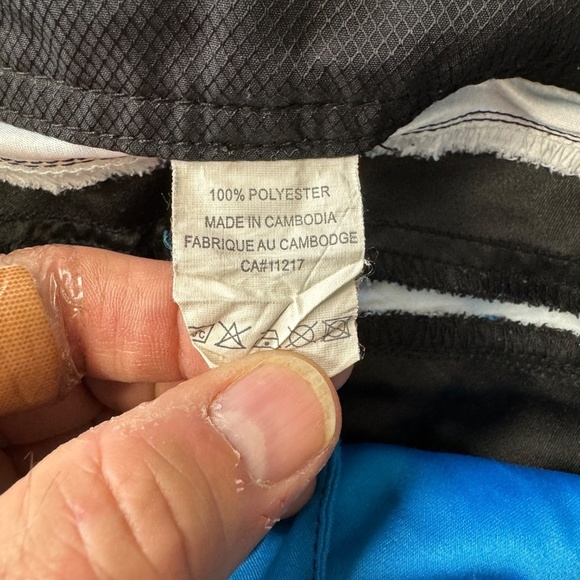 100% POLYESTER
MADE IN CAMBODIA
FABRIQUE AU CAMBODGE
CA#11217